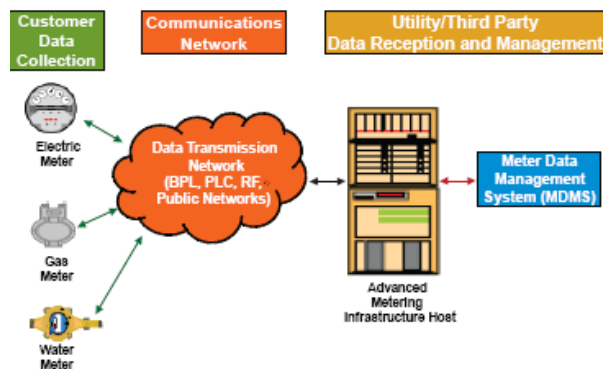 Customer
Data
Collection
Communications
Network
Utility/Third Party
Data Reception and Management
Electric
Meter
Gas
Meter
Water
Meter
Data Transmission
Network
(BPL, PLC, RF,
Public Networks)
Advanced
Metering
Infrastructure Host
Meter Data
Management
System (MDMS)